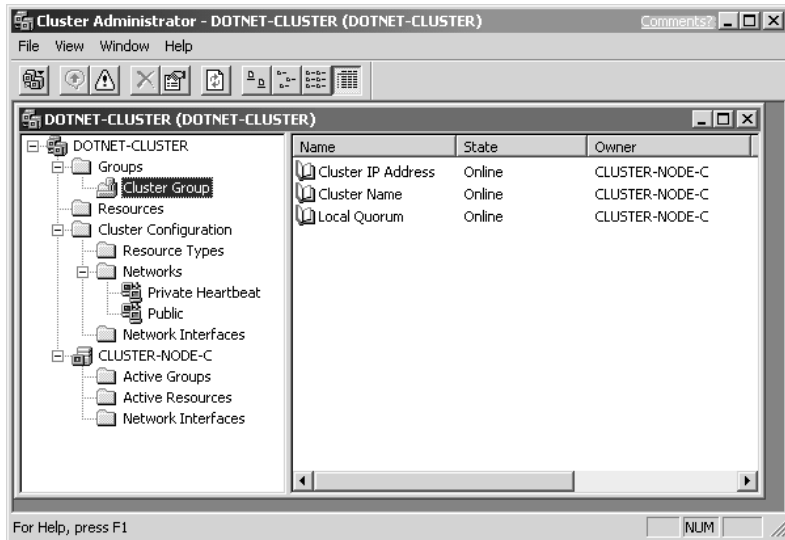 Cluster Administrator - DOTNET-CLUSTER (DOTNET-CLUSTER)
Comments?
File View Window Help
DOTNET-CLUSTER (DOTNET-CLUSTER)
DOTNET-CLUSTER
Groups
Cluster Group
Resources
Cluster Configuration
Resource Types
Networks
Private Heartbeat
Public
Network Interfaces
CLUSTER-NODE-C
Active Groups
Active Resources
Network Interfaces
Name State Owner
Cluster IP Address Online CLUSTER-NODE-C
Cluster Name Online CLUSTER-NODE-C
Local Quorum Online CLUSTER-NODE-C
For Help, press F1
NUM